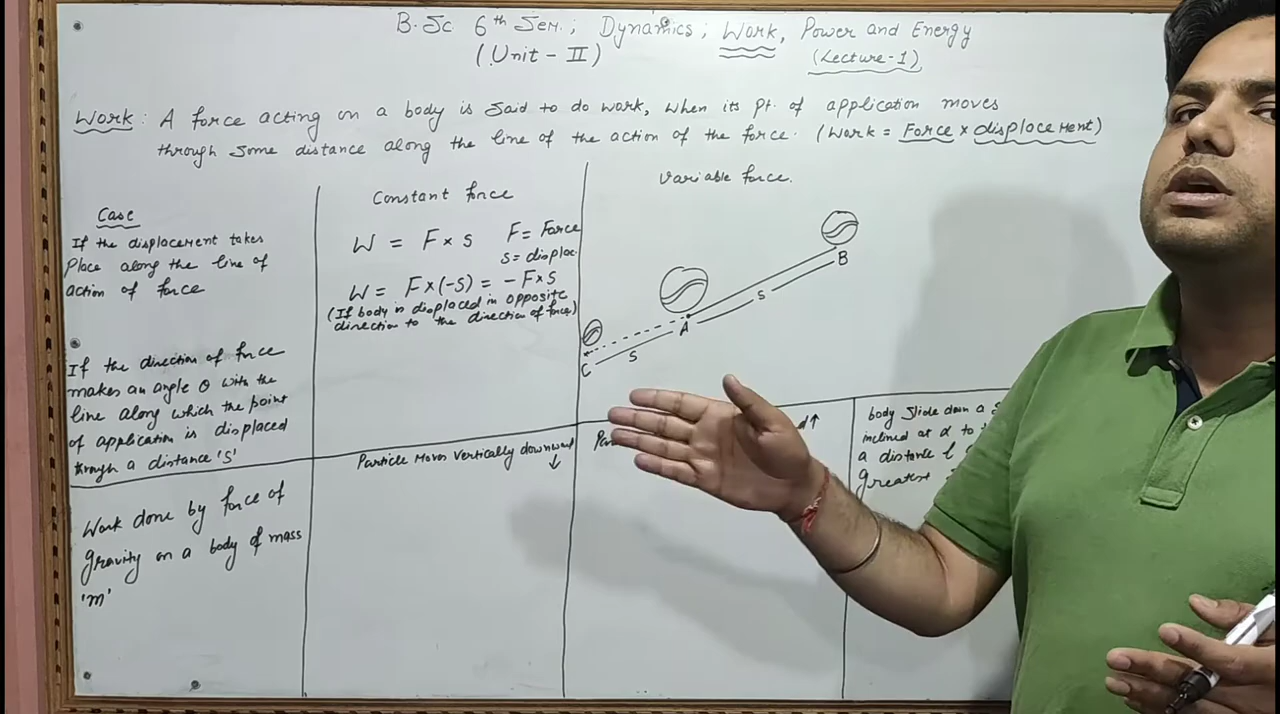 B.Sc 6th Sem.; Dynamics; Work, Power and Energy
(Unit - II)
(Lecture-1)
Work: A force acting on a body is said to do work, when its pt. of application moves
through some distance along the line of the action of the force. (Work = Force x displacement)
Case
If the displacement takes
Place along the line of
action of force
Constant force
W = F x s F = Force
s = displac.
W = F x (-s) = - F x s
(If body is displaced in opposite
direction to the direction of force)
Variable force.
B
s
A
s
C
If the direction of force
makes an angle θ with the
line along which the point
of application is displaced
through a distance 's'
Work done by force of
gravity on a body of mass
'm'
Particle Moves Vertically downward
↓
d↑
body Slide down a
inclined at α to
a distance l
greatest